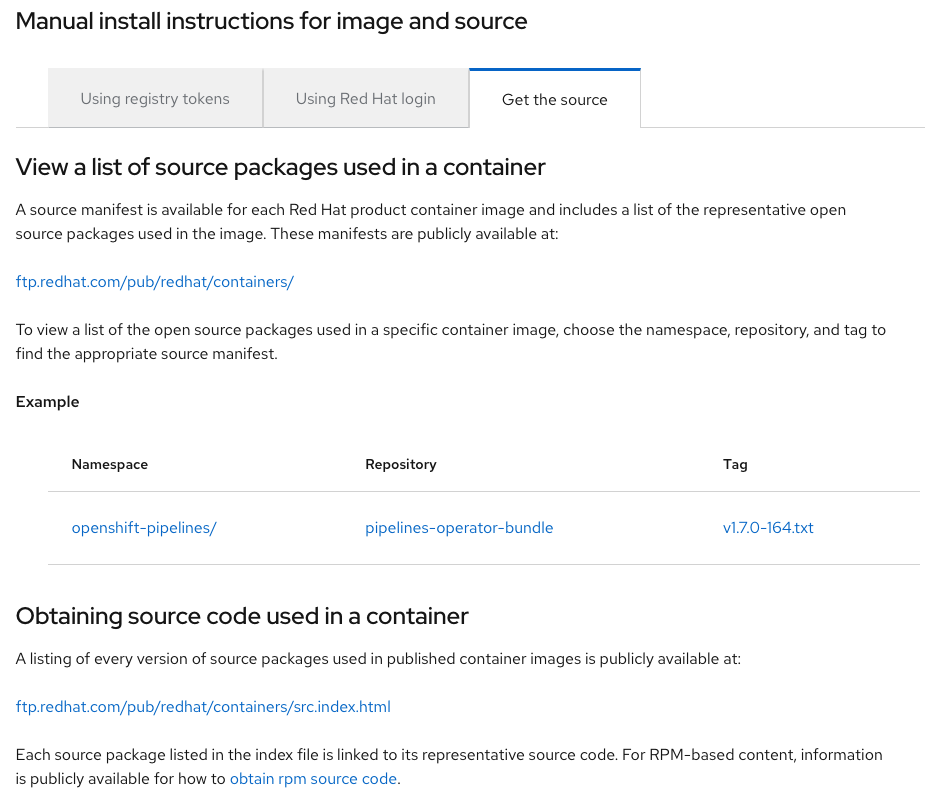 Manual install instructions for image and source
Using registry tokens
Using Red Hat login
Get the source
View a list of source packages used in a container
A source manifest is available for each Red Hat product container image and includes a list of the representative open
source packages used in the image. These manifests are publicly available at:
ftp.redhat.com/pub/redhat/containers/
To view a list of the open source packages used in a specific container image, choose the namespace, repository, and tag to
find the appropriate source manifest.
Example
Namespace Repository Tag
openshift-pipelines/ pipelines-operator-bundle v1.7.0-164.txt
Obtaining source code used in a container
A listing of every version of source packages used in published container images is publicly available at:
ftp.redhat.com/pub/redhat/containers/src.index.html
Each source package listed in the index file is linked to its representative source code. For RPM-based content, information
is publicly available for how to obtain rpm source code.